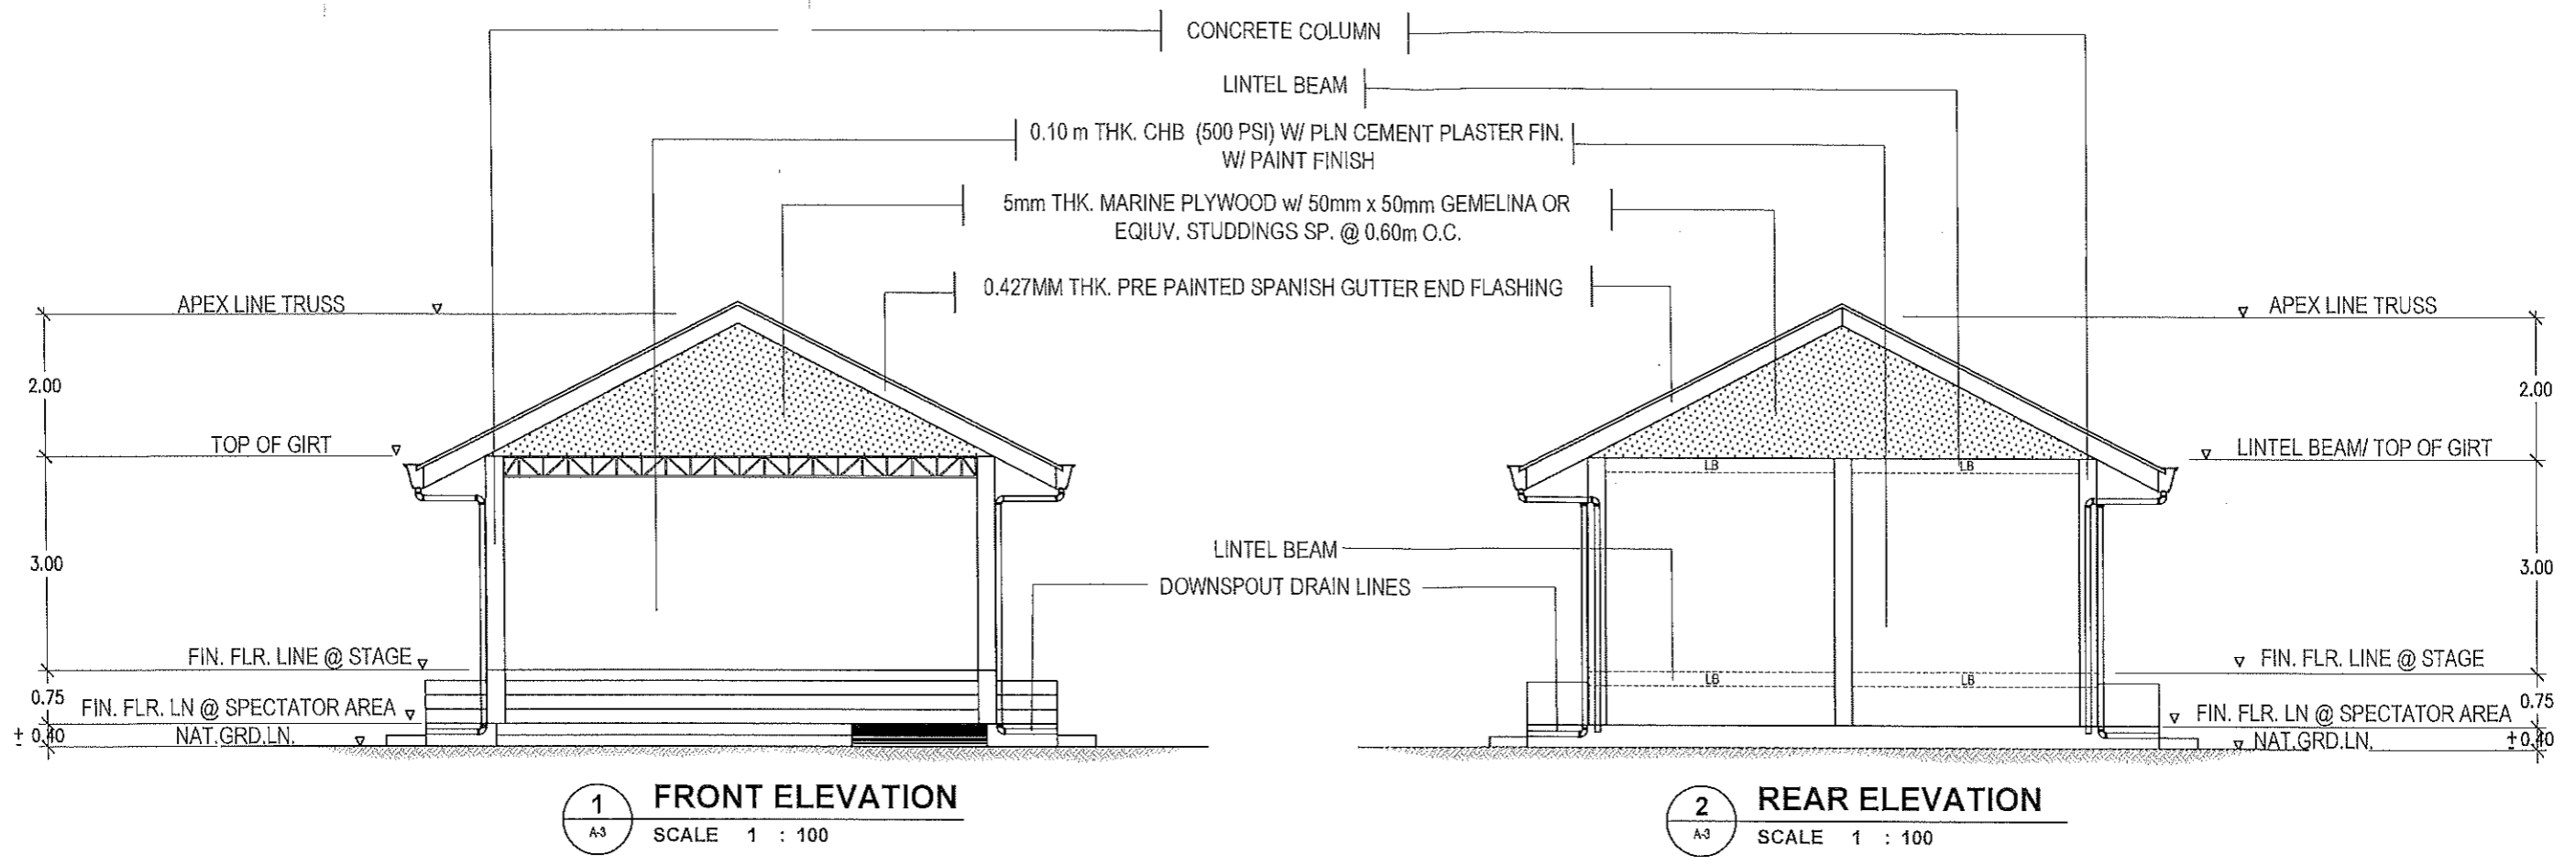 CONCRETE COLUMN
LINTEL BEAM
0.10 m THK. CHB (500 PSI) W/ PLN CEMENT PLASTER FIN.
W/ PAINT FINISH
5mm THK. MARINE PLYWOOD w/ 50mm x 50mm GEMELINA OR
EQIUV. STUDDINGS SP. @ 0.60m O.C.
0.427MM THK. PRE PAINTED SPANISH GUTTER END FLASHING
APEX LINE TRUSS
2.00
TOP OF GIRT
3.00
FIN. FLR. LINE @ STAGE
0.75
FIN. FLR. LN @ SPECTATOR AREA
± 0.40
NAT.GRD.LN.
LINTEL BEAM
DOWNSPOUT DRAIN LINES
APEX LINE TRUSS
2.00
LINTEL BEAM/ TOP OF GIRT
LB LB
3.00
FIN. FLR. LINE @ STAGE
LB LB
0.75
FIN. FLR. LN @ SPECTATOR AREA
NAT.GRD.LN.
± 0.40
1
A-3
FRONT ELEVATION
SCALE 1 : 100
2
A-3
REAR ELEVATION
SCALE 1 : 100